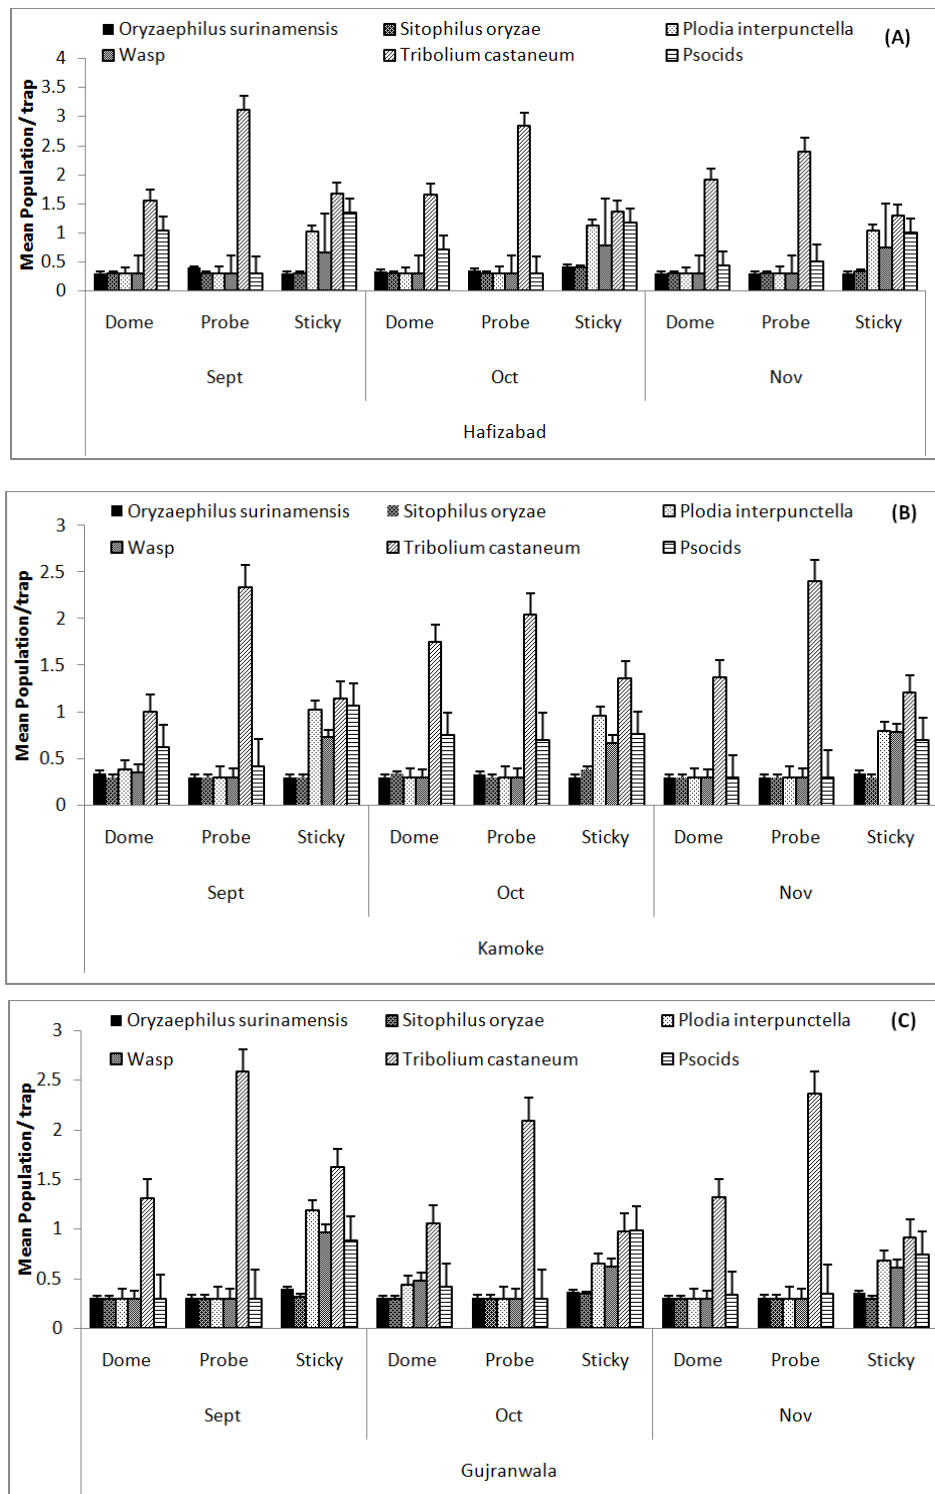 Oryzaephilus surinamensis Sitophilus oryzae Plodia interpunctella (A)
Wasp Tribolium castaneum Psocids
4
3.5
3
2.5
2
1.5
1
0.5
0
Mean Population/trap
Dome Probe Sticky Dome Probe Sticky Dome Probe Sticky
Sept Oct Nov
Hafizabad
Oryzaephilus surinamensis Sitophilus oryzae Plodia interpunctella (B)
Wasp Tribolium castaneum Psocids
3
2.5
2
1.5
1
0.5
0
Mean Population/trap
Dome Probe Sticky Dome Probe Sticky Dome Probe Sticky
Sept Oct Nov
Kamoke
Oryzaephilus surinamensis Sitophilus oryzae Plodia interpunctella (C)
Wasp Tribolium castaneum Psocids
3
2.5
2
1.5
1
0.5
0
Mean Population/ trap
Dome Probe Sticky Dome Probe Sticky Dome Probe Sticky
Sept Oct Nov
Gujranwala